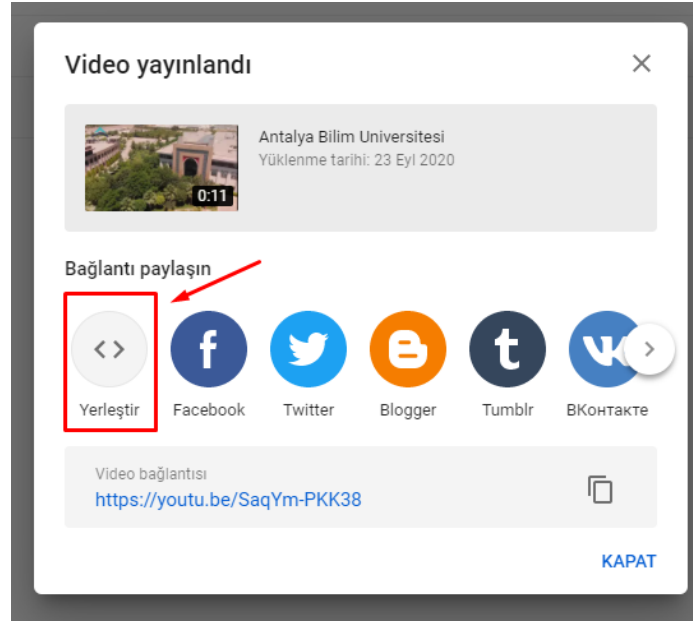 Video yayınlandı
Antalya Bilim Universitesi
Yüklenme tarihi: 23 Eyl 2020
0:11
Bağlantı paylaşın
Yerleştir
Facebook
Twitter
Blogger
Tumblr
ВКонтакте
Video bağlantısı
https://youtu.be/SaqYm-PKK38
KAPAT